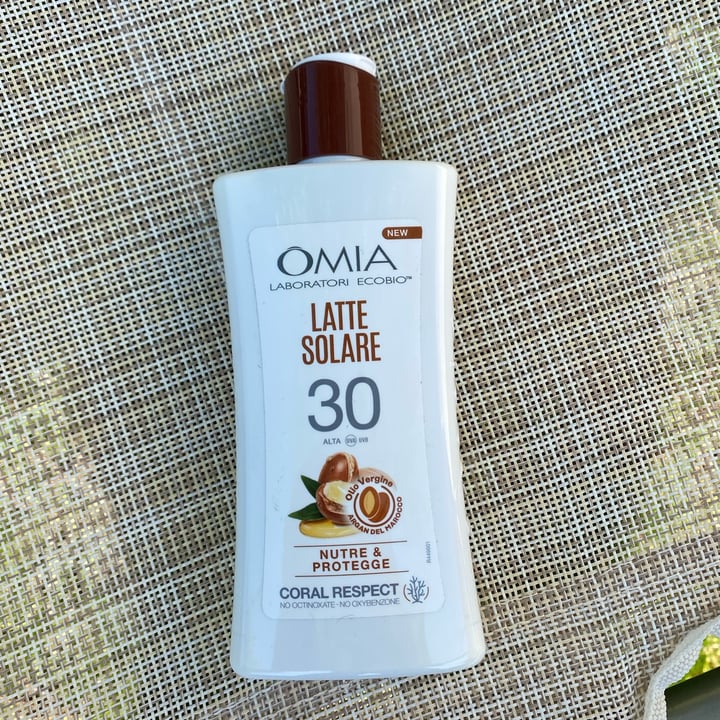 NEW
ÔMIA
LABORATORI ECOBIO™
LATTE
SOLARE
30
ALTA UVA UVB
Olio Vergine
ARGAN DEL MAROCCO
NUTRE &
PROTEGGE
CORAL RESPECT
NO OCTINOXATE - NO OXYBENZONE